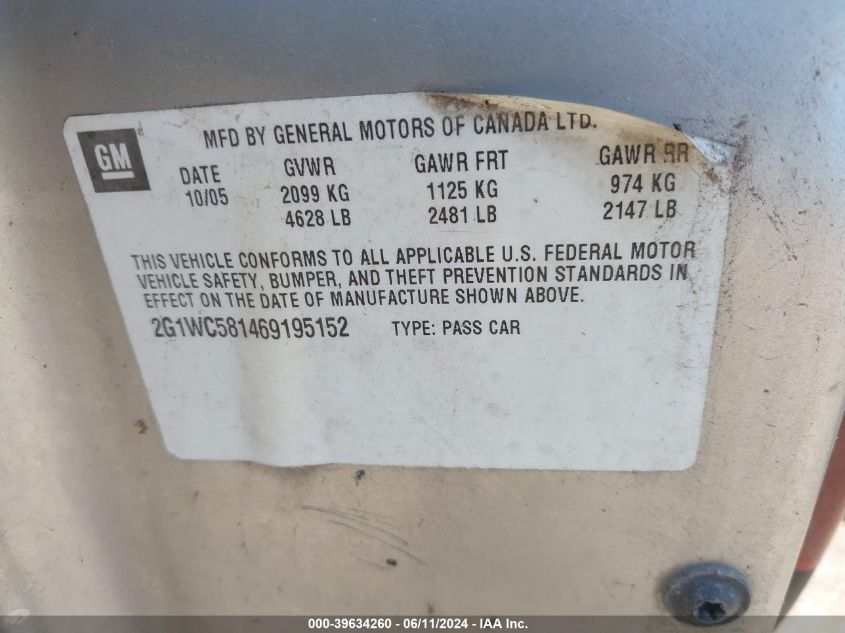 GM
MFD BY GENERAL MOTORS OF CANADA LTD.
DATE GVWR GAWR FRT GAWR RR
10/05 2099 KG 1125 KG 974 KG
4628 LB 2481 LB 2147 LB
THIS VEHICLE CONFORMS TO ALL APPLICABLE U.S. FEDERAL MOTOR
VEHICLE SAFETY, BUMPER, AND THEFT PREVENTION STANDARDS IN
EFFECT ON THE DATE OF MANUFACTURE SHOWN ABOVE.
2G1WC581469195152 TYPE: PASS CAR
000-39634260 - 06/11/2024 - IAA Inc.